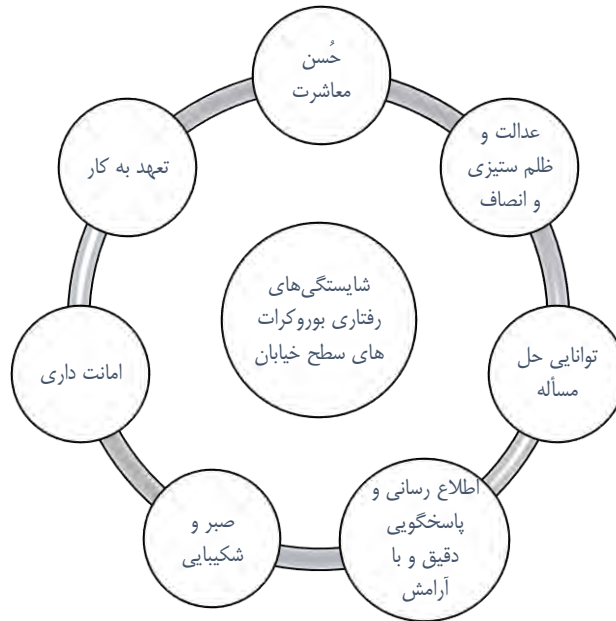 حُسن
معاشرت
عدالت و
ظلم ستیزی
و انصاف
توانایی حل
مسأله
اطلاع رسانی و
پاسخگویی
دقیق و با
آرامش
صبر و
شکیبایی
امانت داری
تعهد به کار
شایستگی‌های
رفتاری بوروکرات
های سطح خیابان